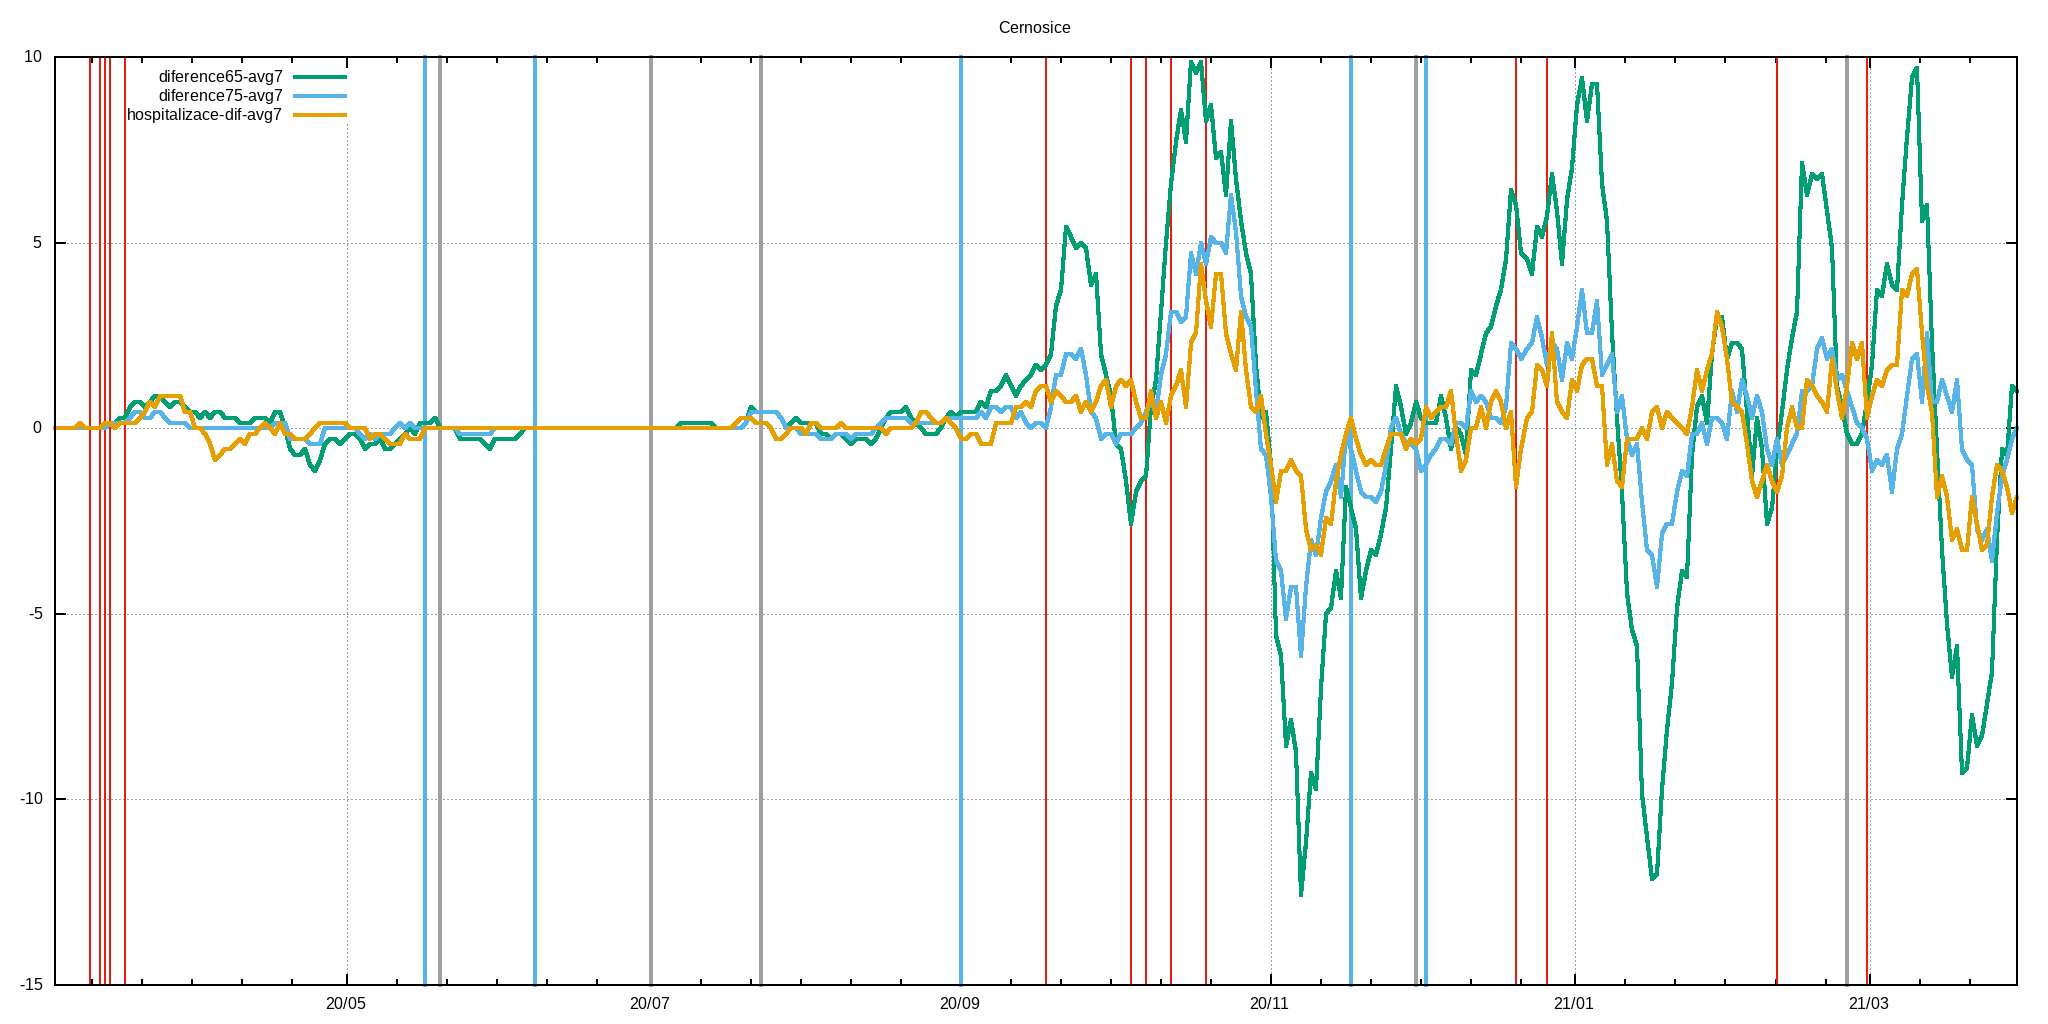 Cernosice
10
diference65-avg7
diference75-avg7
hospitalizace-dif-avg7
5
0
-5
-10
-15
20/05 20/07 20/09 20/11 21/01 21/03